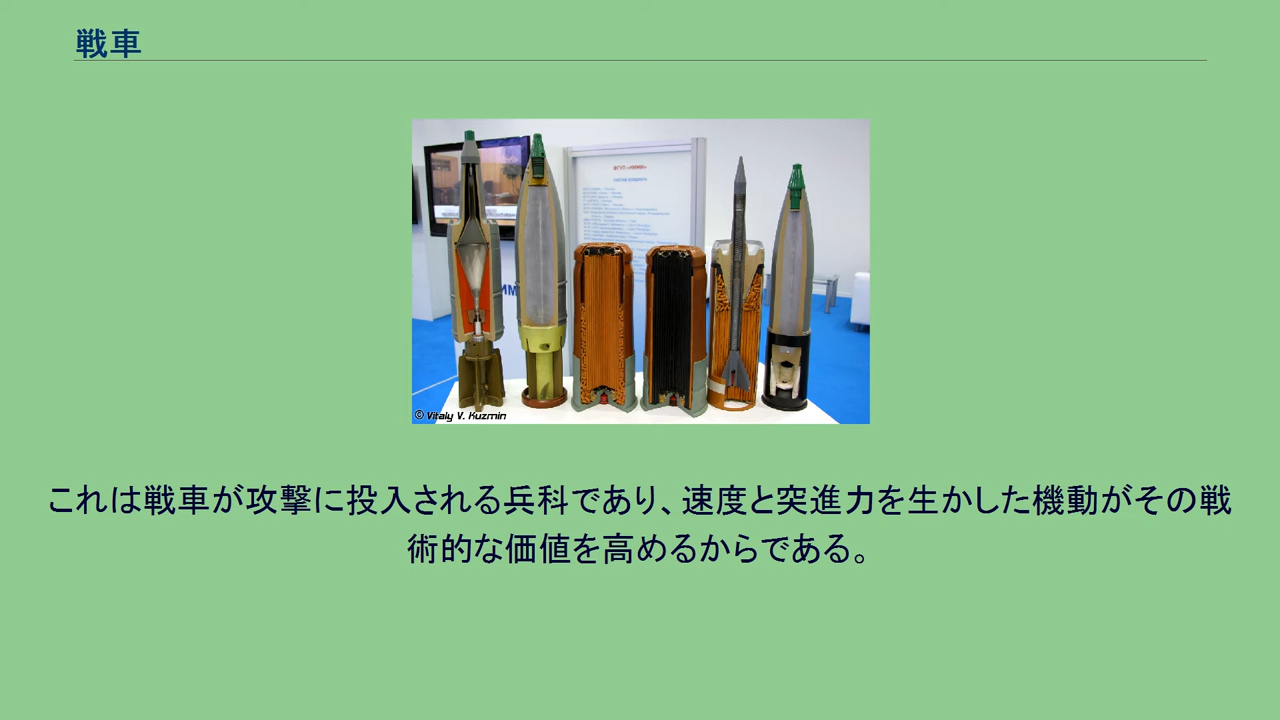 戦車
ФГУП «НИМИ»
© Vitaly V. Kuzmin
これは戦車が攻撃に投入される兵科であり、速度と突進力を生かした機動がその戦
術的な価値を高めるからである。